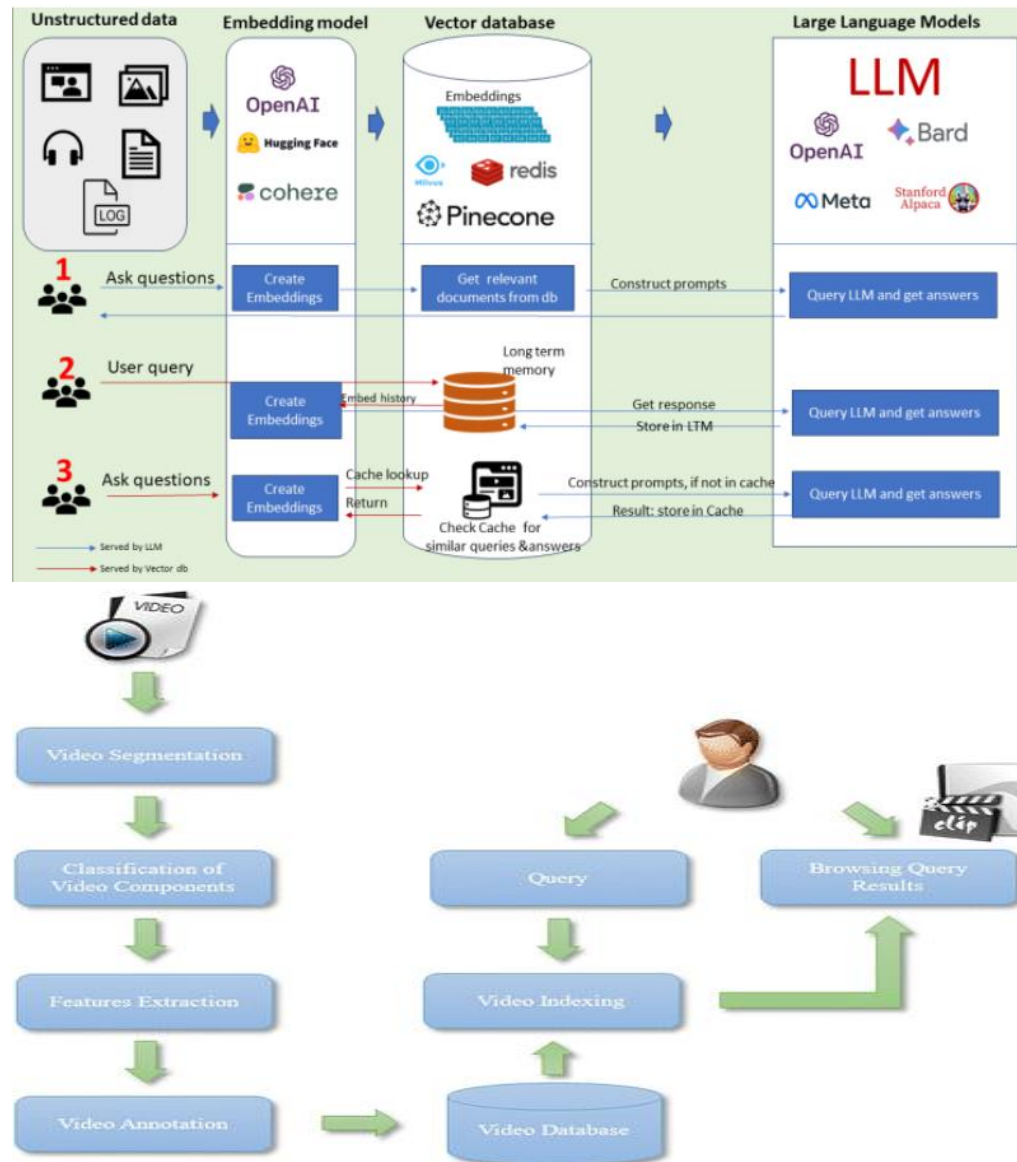 Unstructured data
Embedding model
Vector database
Large Language Models
LOG
OpenAI
Hugging Face
cohere
Embeddings
Milvus
redis
Pinecone
LLM
OpenAI
Bard
Meta
Stanford
Alpaca
1
Ask questions
Create
Embeddings
Get relevant
documents from db
Construct prompts
Query LLM and get answers
2
User query
Long term
memory
Create
Embeddings
Embed history
Get response
Store in LTM
Query LLM and get answers
3
Ask questions
Create
Embeddings
Cache lookup
Return
Check Cache for
similar queries &answers
Construct prompts, if not in cache
Result: store in Cache
Query LLM and get answers
Served by LLM
Served by Vector db
VIDEO
Video Segmentation
Classification of
Video Components
Features Extraction
Video Annotation
Query
Video Indexing
Video Database
clap
Browsing Query
Results